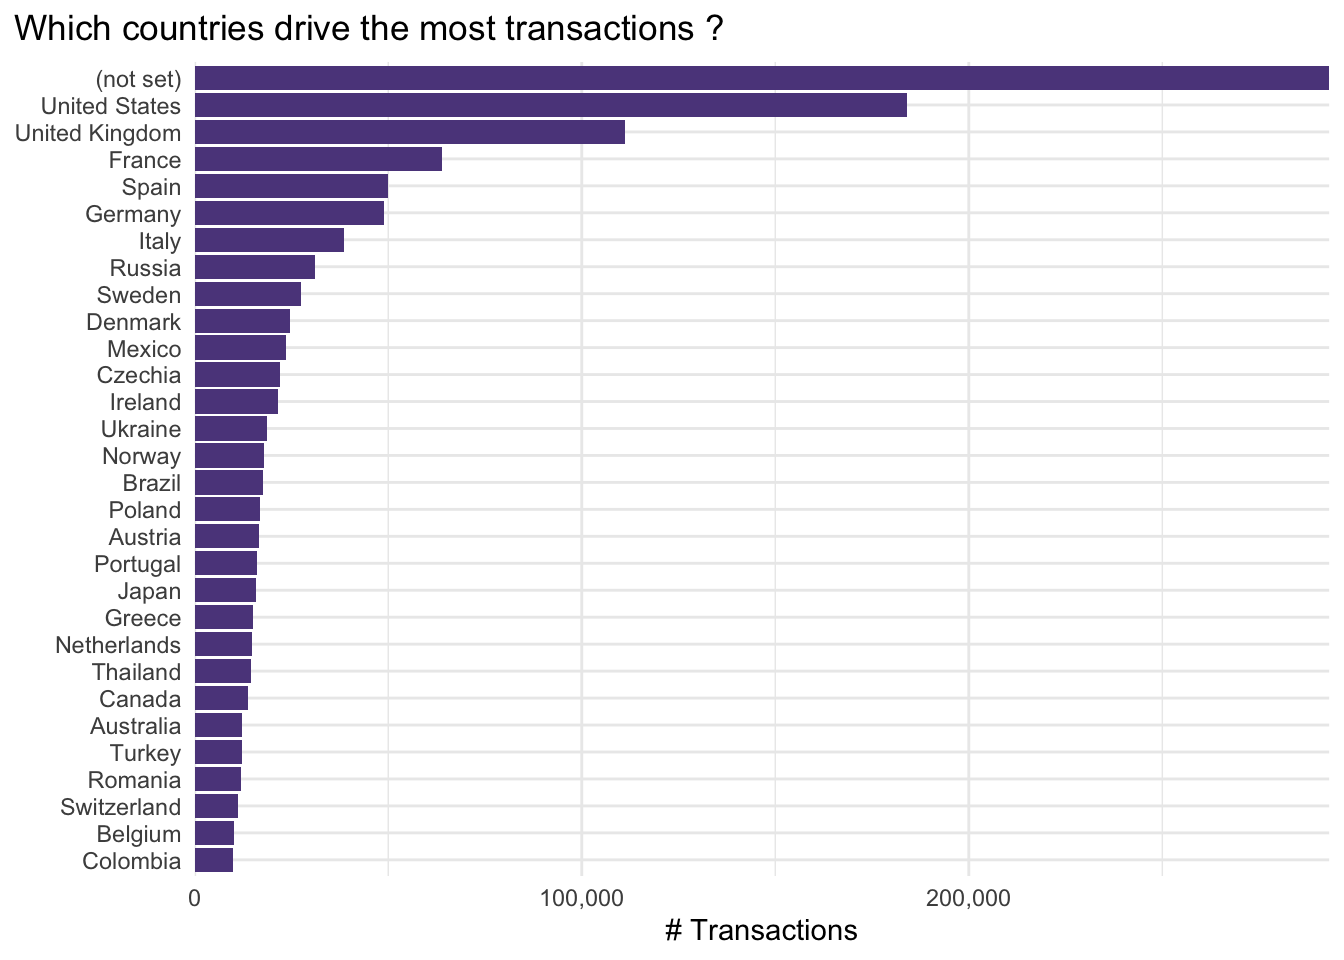 Which countries drive the most transactions ?
(not set)
United States
United Kingdom
France
Spain
Germany
Italy
Russia
Sweden
Denmark
Mexico
Czechia
Ireland
Ukraine
Norway
Brazil
Poland
Austria
Portugal
Japan
Greece
Netherlands
Thailand
Canada
Australia
Turkey
Romania
Switzerland
Belgium
Colombia
0 100,000 200,000
# Transactions